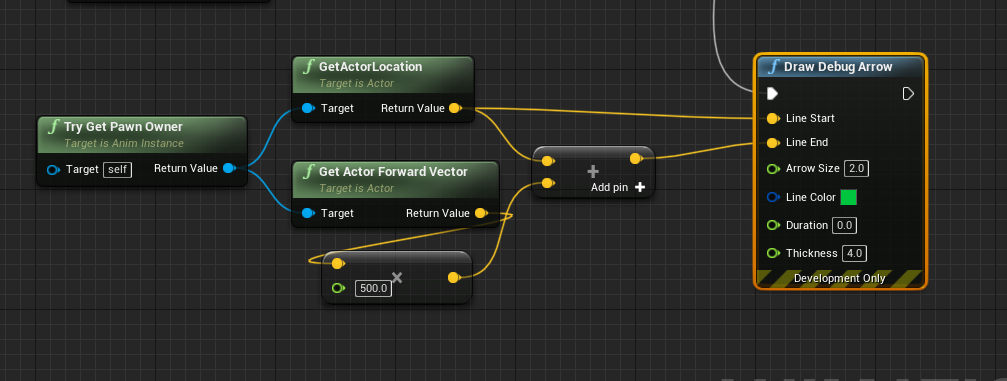 GetActorLocation
Target is Actor
Target Return Value
Try Get Pawn Owner
Target is Anim Instance
Target self Return Value
Get Actor Forward Vector
Target is Actor
Target Return Value
500.0
Add pin
Draw Debug Arrow
Line Start
Line End
Arrow Size 2.0
Line Color
Duration 0.0
Thickness 4.0
Development Only